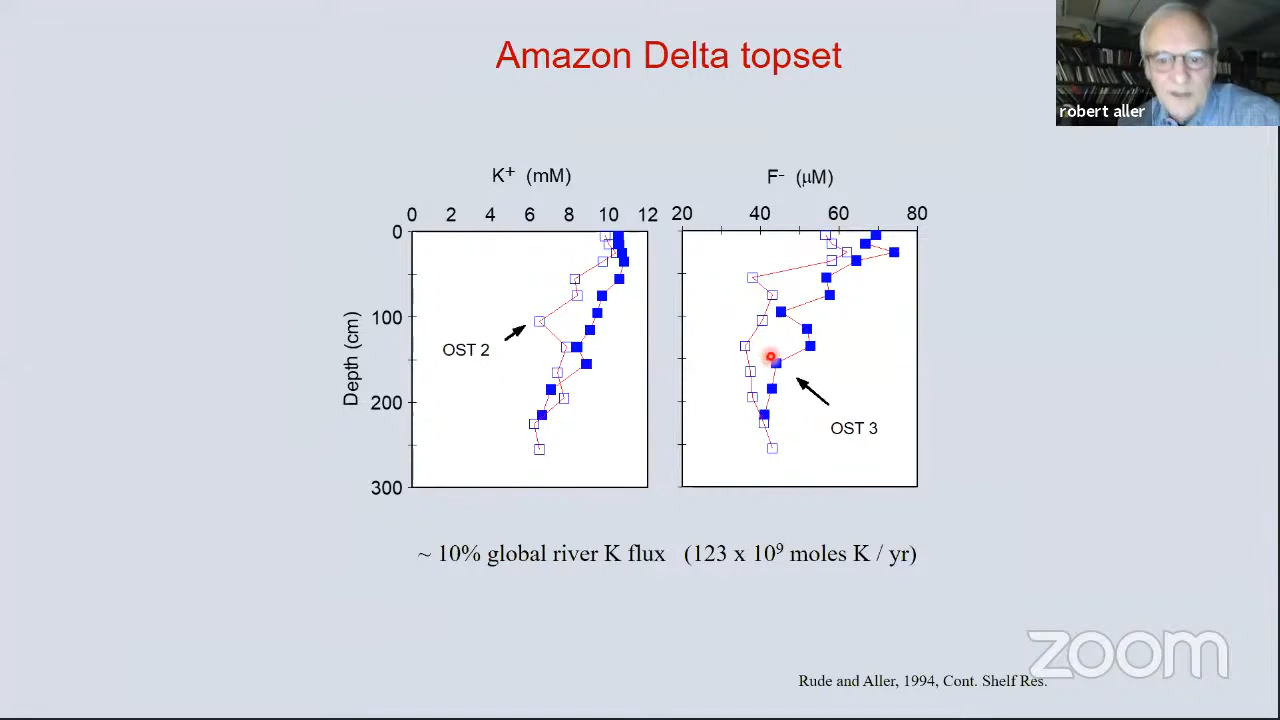 Amazon Delta topset
robert aller
K+ (mM)
F- (μM)
0 2 4 6 8 10 12
20 40 60 80
0
100
200
300
Depth (cm)
OST 2
OST 3
~ 10% global river K flux (123 x 10⁹ moles K / yr)
zoom
Rude and Aller, 1994, Cont. Shelf Res.